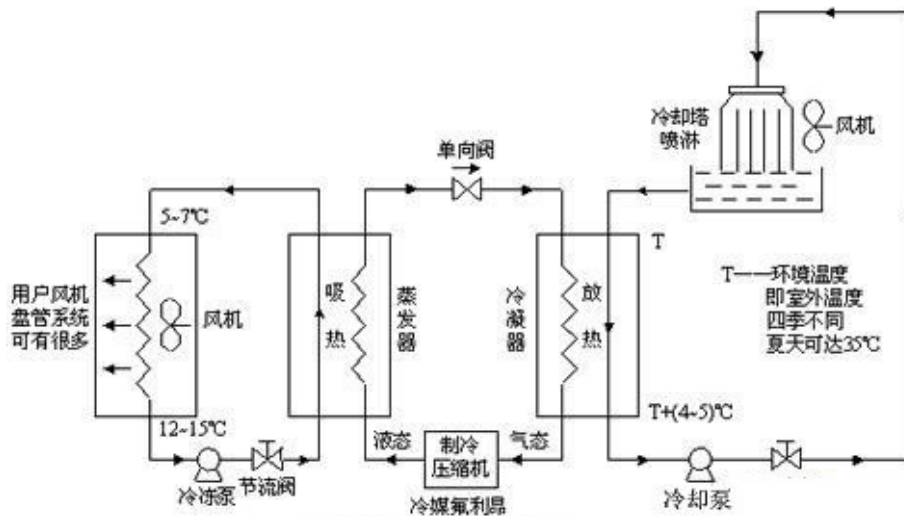 冷却塔
喷淋
风机
单向阀
5~7℃
T
用户风机
盘管系统
可有很多
风机
吸
热
蒸发器
冷凝器
放
热
T——环境温度
即室外温度
四季不同
夏天可达35℃
12~15℃
T+(4~5)℃
液态
制冷
压缩机
气态
冷冻泵
节流阀
冷媒氟利昂
冷却泵